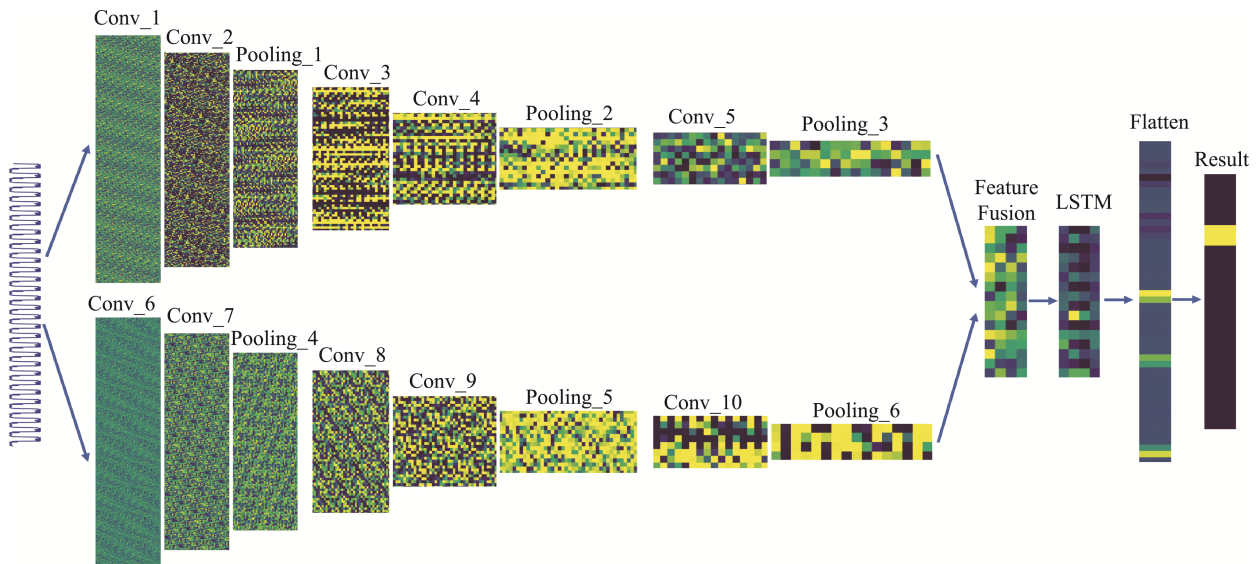 Conv_1
Conv_2
Pooling_1
Conv_3
Conv_4
Pooling_2
Conv_5
Pooling_3
Conv_6
Conv_7
Pooling_4
Conv_8
Conv_9
Pooling_5
Conv_10
Pooling_6
Feature
Fusion
LSTM
Flatten
Result